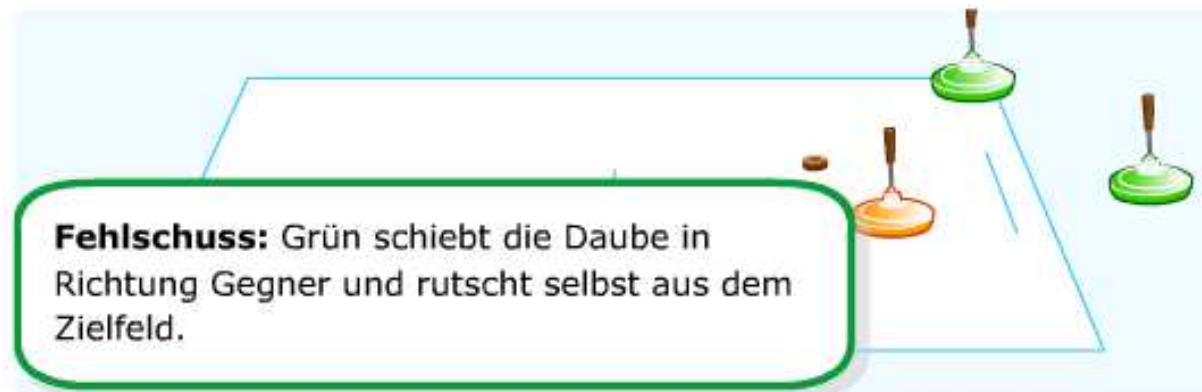 Fehlschuss: Grün schiebt die Daube in
Richtung Gegner und rutscht selbst aus dem
Zielfeld.